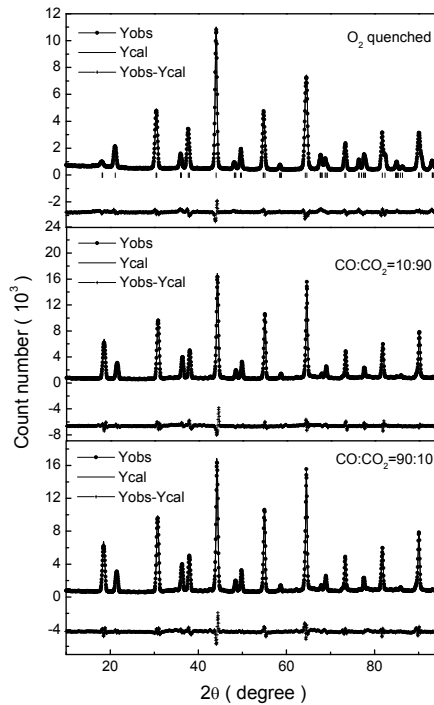 12
10
8
6
4
2
0
-2
Yobs
Ycal
Yobs-Ycal
O₂ quenched
24
20
16
12
8
4
0
-4
-8
Yobs
Ycal
Yobs-Ycal
CO:CO₂=10:90
16
12
8
4
0
-4
Yobs
Ycal
Yobs-Ycal
CO:CO₂=90:10
Count number ( 10³ )
20
40
60
80
2θ ( degree )